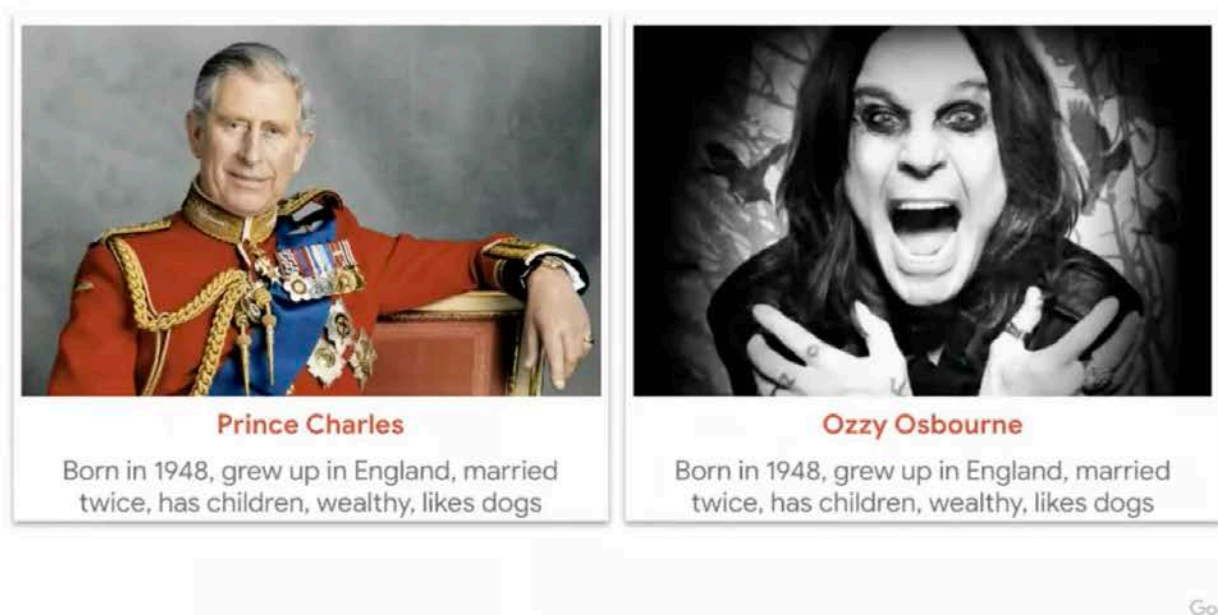 Prince Charles
Born in 1948, grew up in England, married
twice, has children, wealthy, likes dogs
Ozzy Osbourne
Born in 1948, grew up in England, married
twice, has children, wealthy, likes dogs
Go